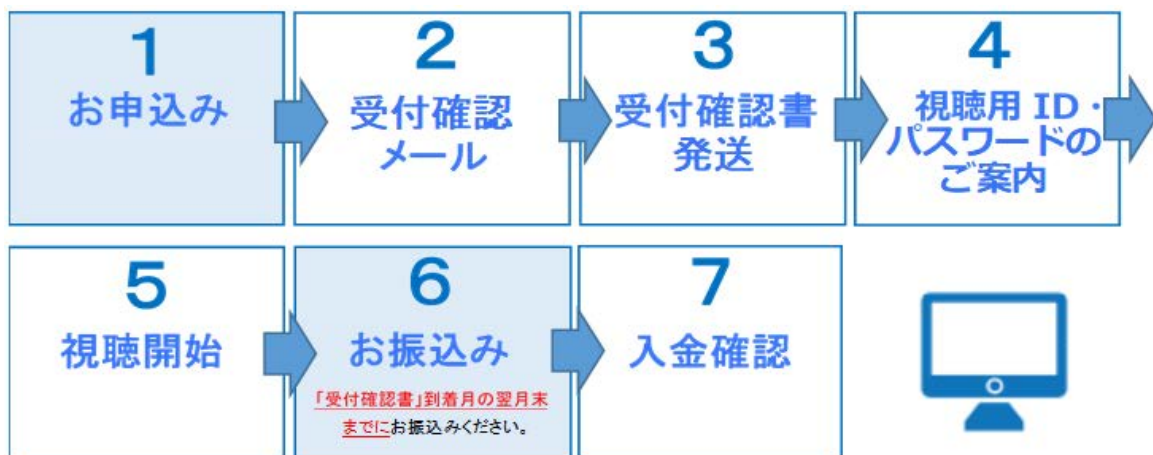 1
お申込み
2
受付確認
メール
3
受付確認書
発送
4
視聴用 ID・
パスワードの
ご案内
5
視聴開始
6
お振込み
「受付確認書」到着月の翌月末
までにお振込みください。
7
入金確認